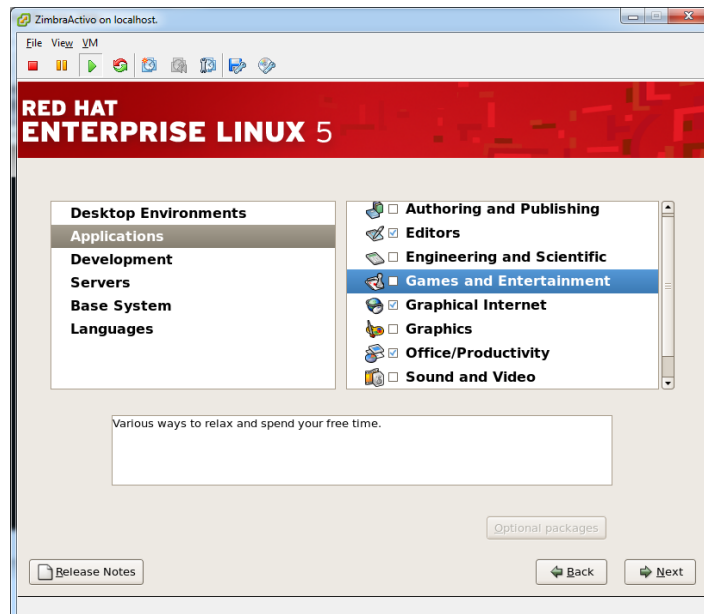 ZimbraActivo on localhost.
File View VM
RED HAT
ENTERPRISE LINUX 5
Desktop Environments
Applications
Development
Servers
Base System
Languages
Authoring and Publishing
Editors
Engineering and Scientific
Games and Entertainment
Graphical Internet
Graphics
Office/Productivity
Sound and Video
Various ways to relax and spend your free time.
Optional packages
Release Notes
Back
Next